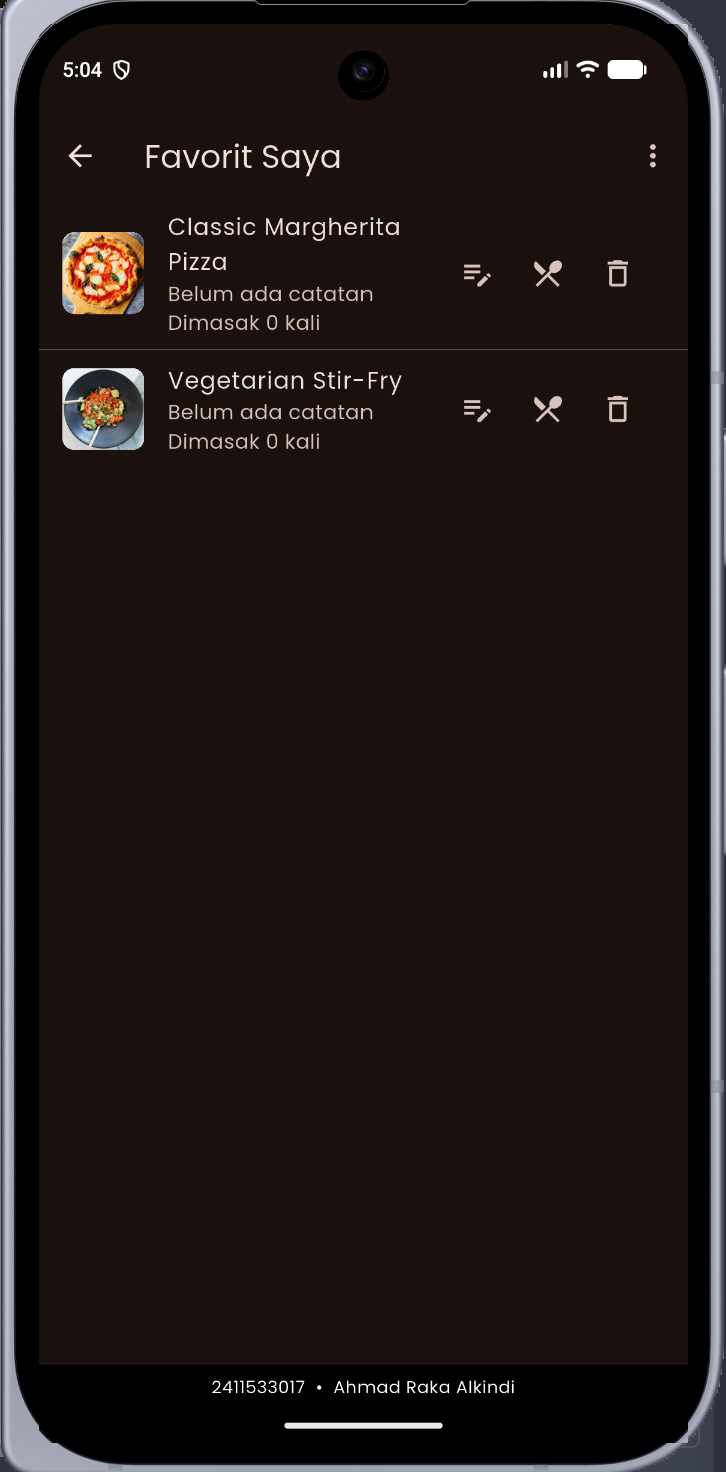 5:04
Favorit Saya
Classic Margherita
Pizza
Belum ada catatan
Dimasak 0 kali
Vegetarian Stir-Fry
Belum ada catatan
Dimasak 0 kali
2411533017 • Ahmad Raka Alkindi